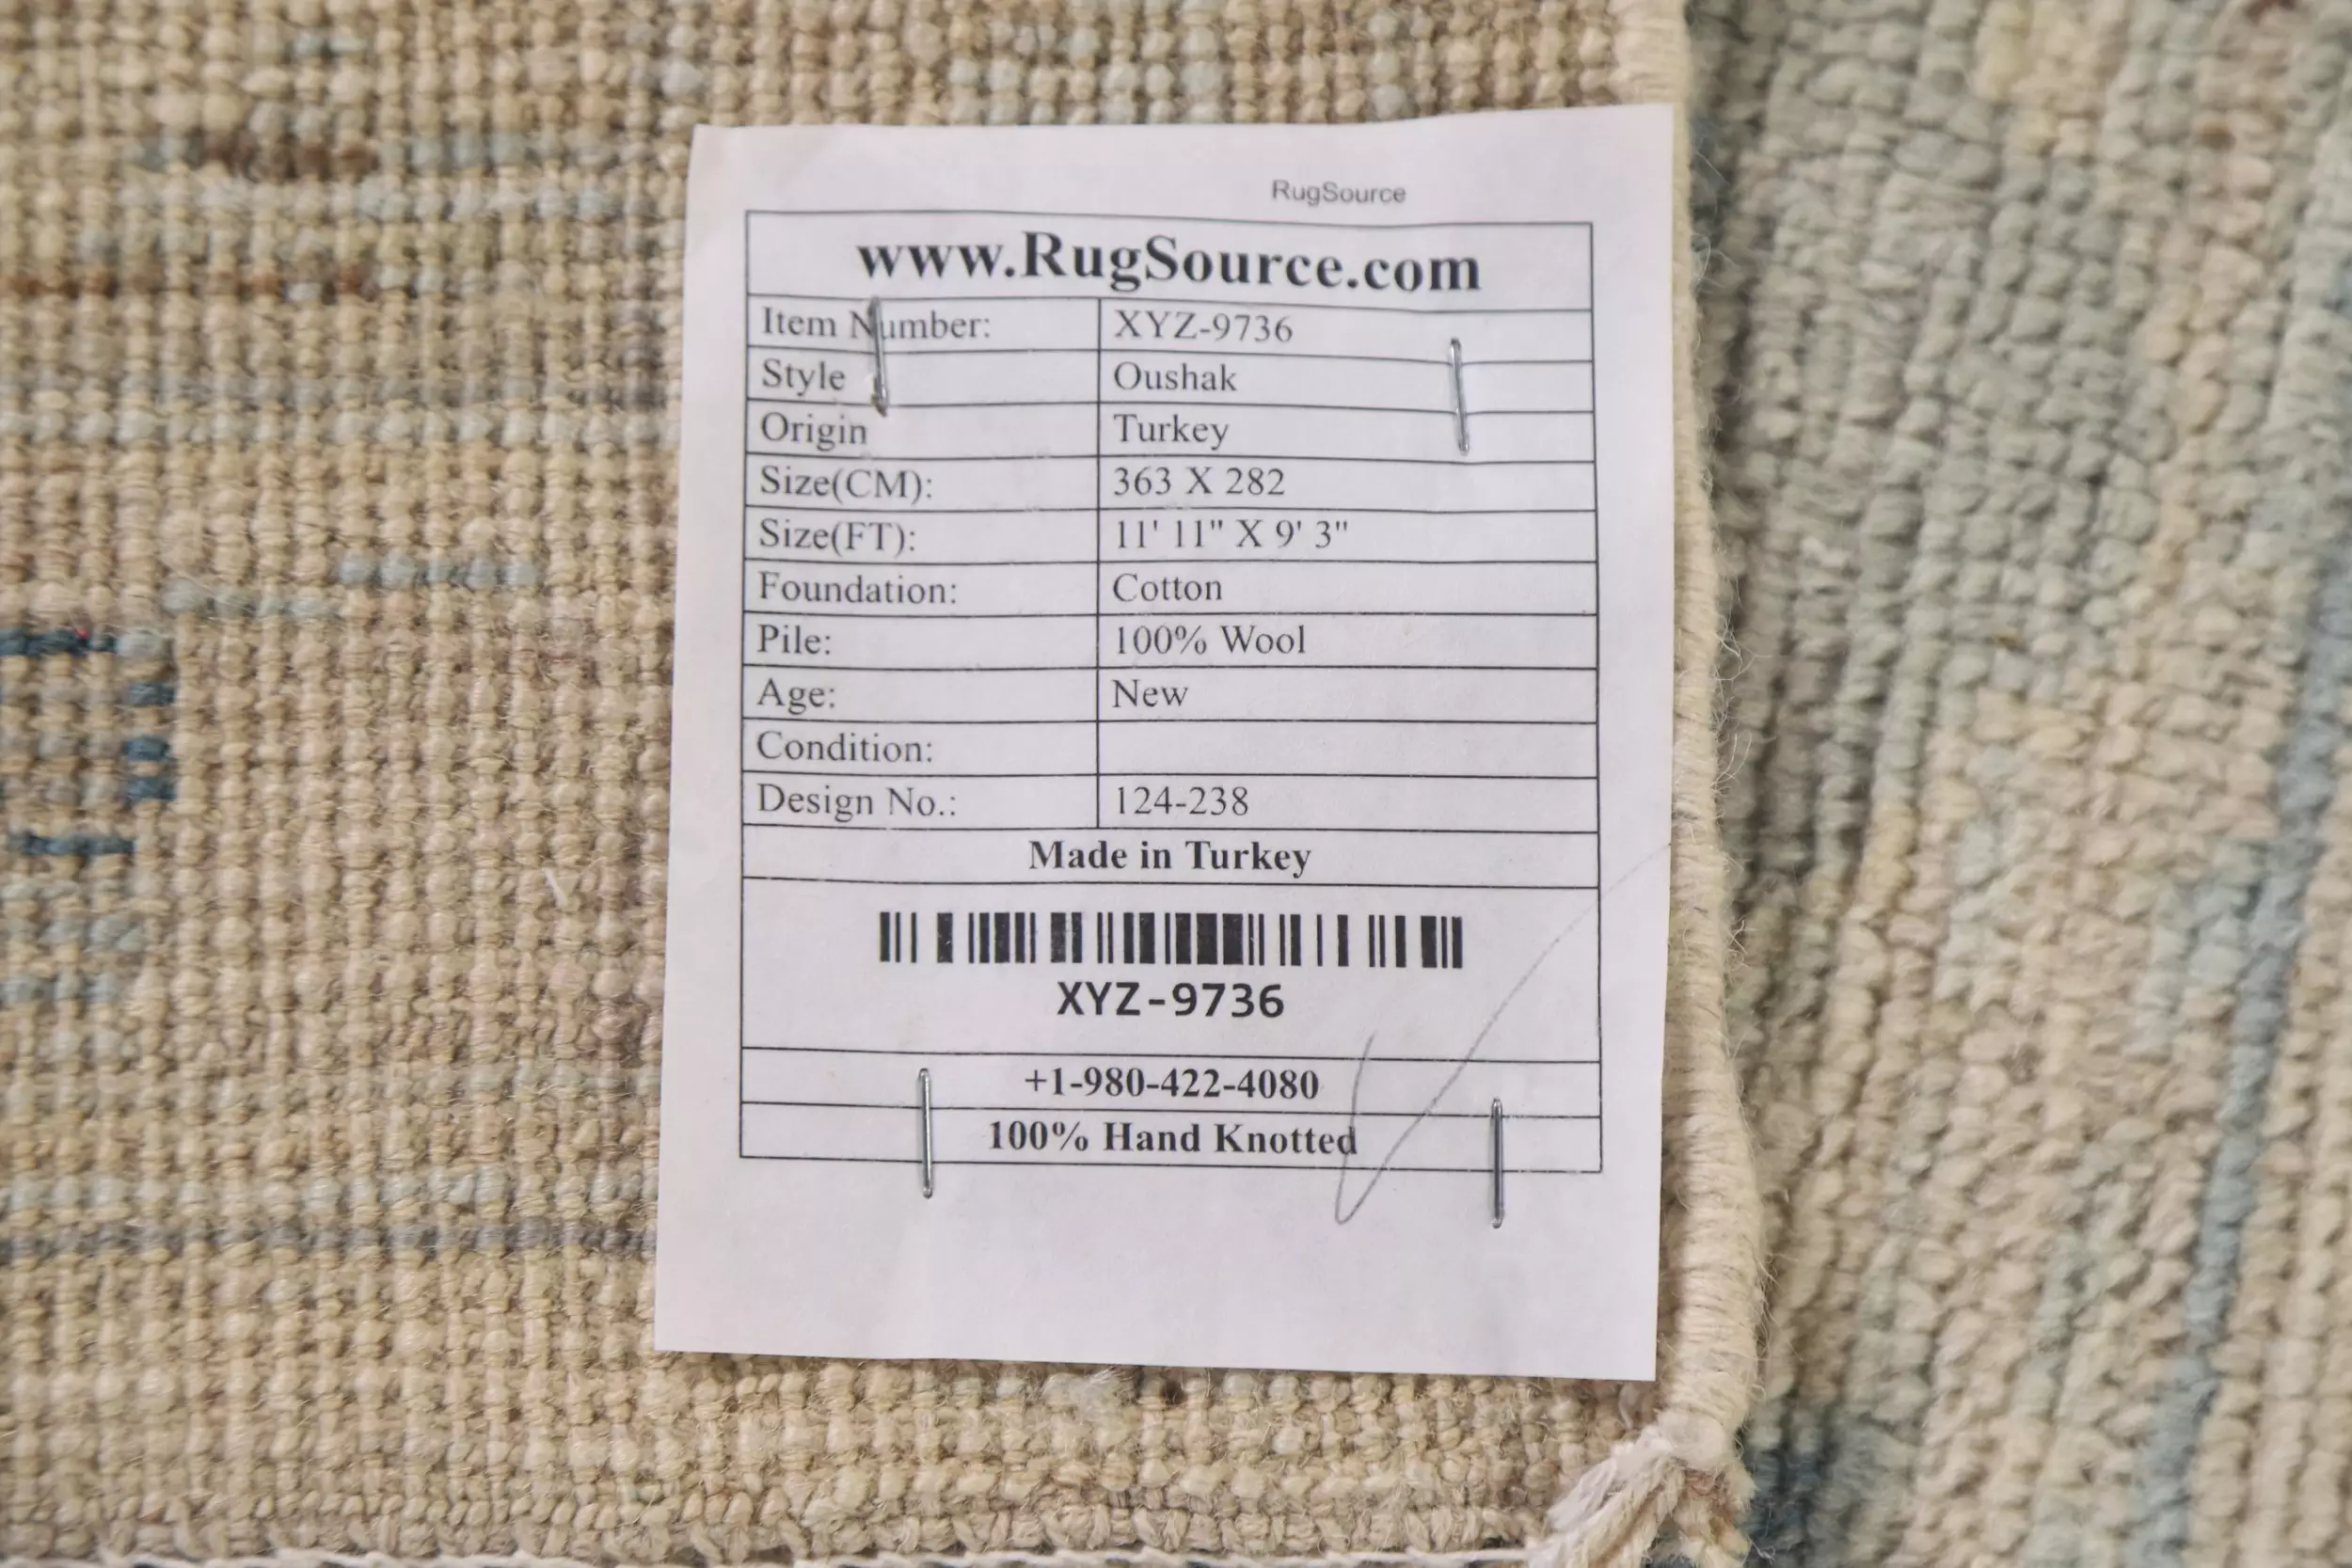 RugSource
www.RugSource.com
Item Number: XYZ-9736
Style Oushak
Origin Turkey
Size(CM): 363 X 282
Size(FT): 11' 11" X 9' 3"
Foundation: Cotton
Pile: 100% Wool
Age: New
Condition:
Design No.: 124-238
Made in Turkey
XYZ-9736
+1-980-422-4080
100% Hand Knotted